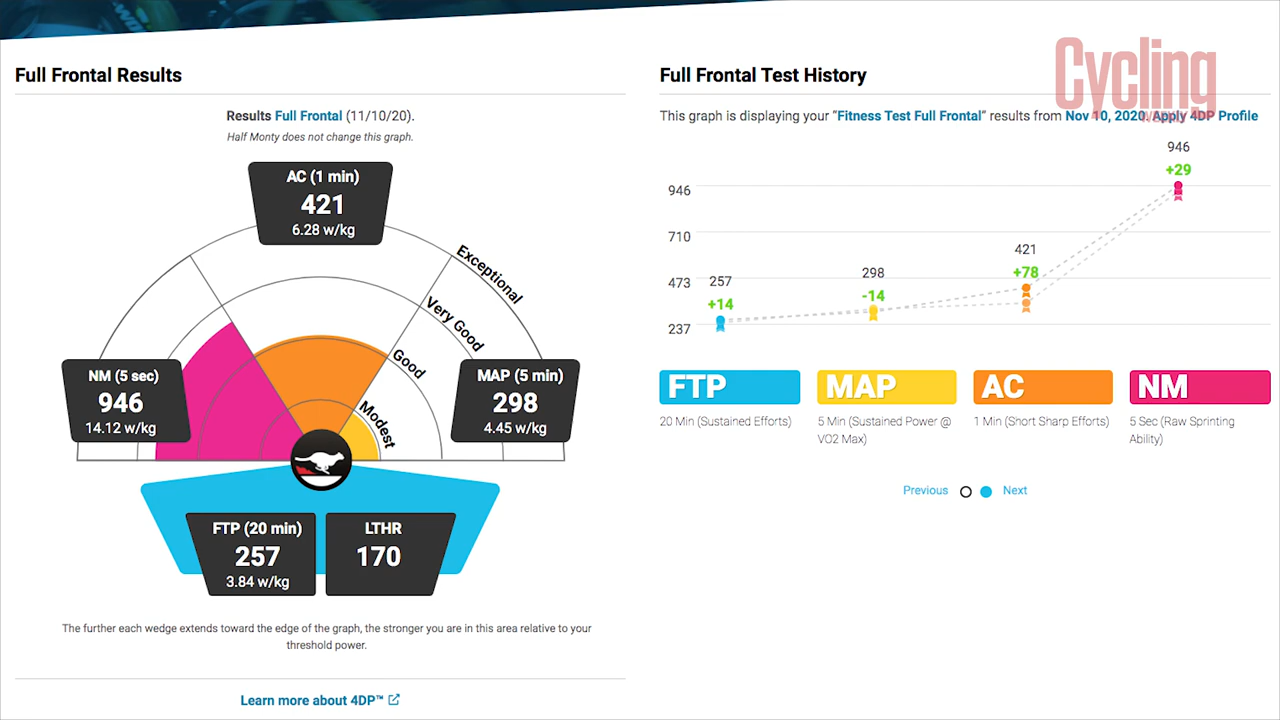 Full Frontal Results
Results Full Frontal (11/10/20).
Half Monty does not change this graph.
AC (1 min)
421
6.28 w/kg
Exceptional
Very Good
Good
Modest
NM (5 sec)
946
14.12 w/kg
MAP (5 min)
298
4.45 w/kg
FTP (20 min)
257
3.84 w/kg
LTHR
170
The further each wedge extends toward the edge of the graph, the stronger you are in this area relative to your
threshold power.
Learn more about 4DP™
Full Frontal Test History
Cycling
This graph is displaying your “Fitness Test Full Frontal” results from Nov 10, 2020. Apply 4DP Profile
946
+29
946
710
473
237
257
+14
298
-14
421
+78
FTP
20 Min (Sustained Efforts)
MAP
5 Min (Sustained Power @
VO2 Max)
AC
1 Min (Short Sharp Efforts)
NM
5 Sec (Raw Sprinting
Ability)
Previous
Next